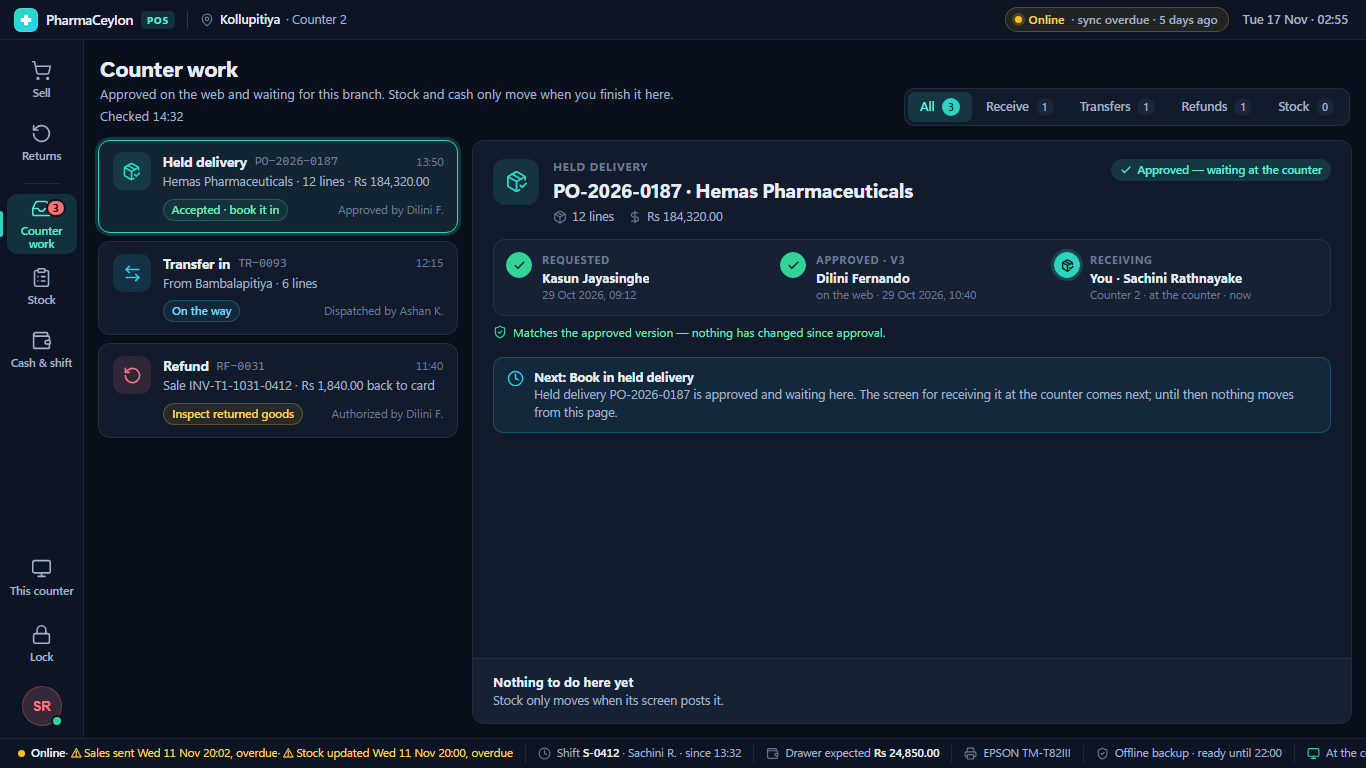 PharmaCeylon POS
Kollupitiya · Counter 2
Online · sync overdue · 5 days ago
Tue 17 Nov · 02:55
Sell
Returns
3
Counter
work
Stock
Cash & shift
This counter
Lock
SR
Counter work
Approved on the web and waiting for this branch. Stock and cash only move when you finish it here.
Checked 14:32
All 3
Receive 1
Transfers 1
Refunds 1
Stock 0
Held delivery PO-2026-0187 13:50
Hemas Pharmaceuticals · 12 lines · Rs 184,320.00
Accepted · book it in Approved by Dilini F.
Transfer in TR-0093 12:15
From Bambalapitiya · 6 lines
On the way Dispatched by Ashan K.
Refund RF-0031 11:40
Sale INV-T1-1031-0412 · Rs 1,840.00 back to card
Inspect returned goods Authorized by Dilini F.
HELD DELIVERY
Approved — waiting at the counter
PO-2026-0187 · Hemas Pharmaceuticals
12 lines Rs 184,320.00
REQUESTED
Kasun Jayasinghe
29 Oct 2026, 09:12
APPROVED · V3
Dilini Fernando
on the web · 29 Oct 2026, 10:40
RECEIVING
You · Sachini Rathnayake
Counter 2 · at the counter · now
Matches the approved version — nothing has changed since approval.
Next: Book in held delivery
Held delivery PO-2026-0187 is approved and waiting here. The screen for receiving it at the counter comes next; until then nothing moves
from this page.
Nothing to do here yet
Stock only moves when its screen posts it.
Online · ⚠ Sales sent Wed 11 Nov 20:02, overdue · ⚠ Stock updated Wed 11 Nov 20:00, overdue
Shift S-0412 · Sachini R. · since 13:32
Drawer expected Rs 24,850.00
EPSON TM-T82III
Offline backup · ready until 22:00
At the